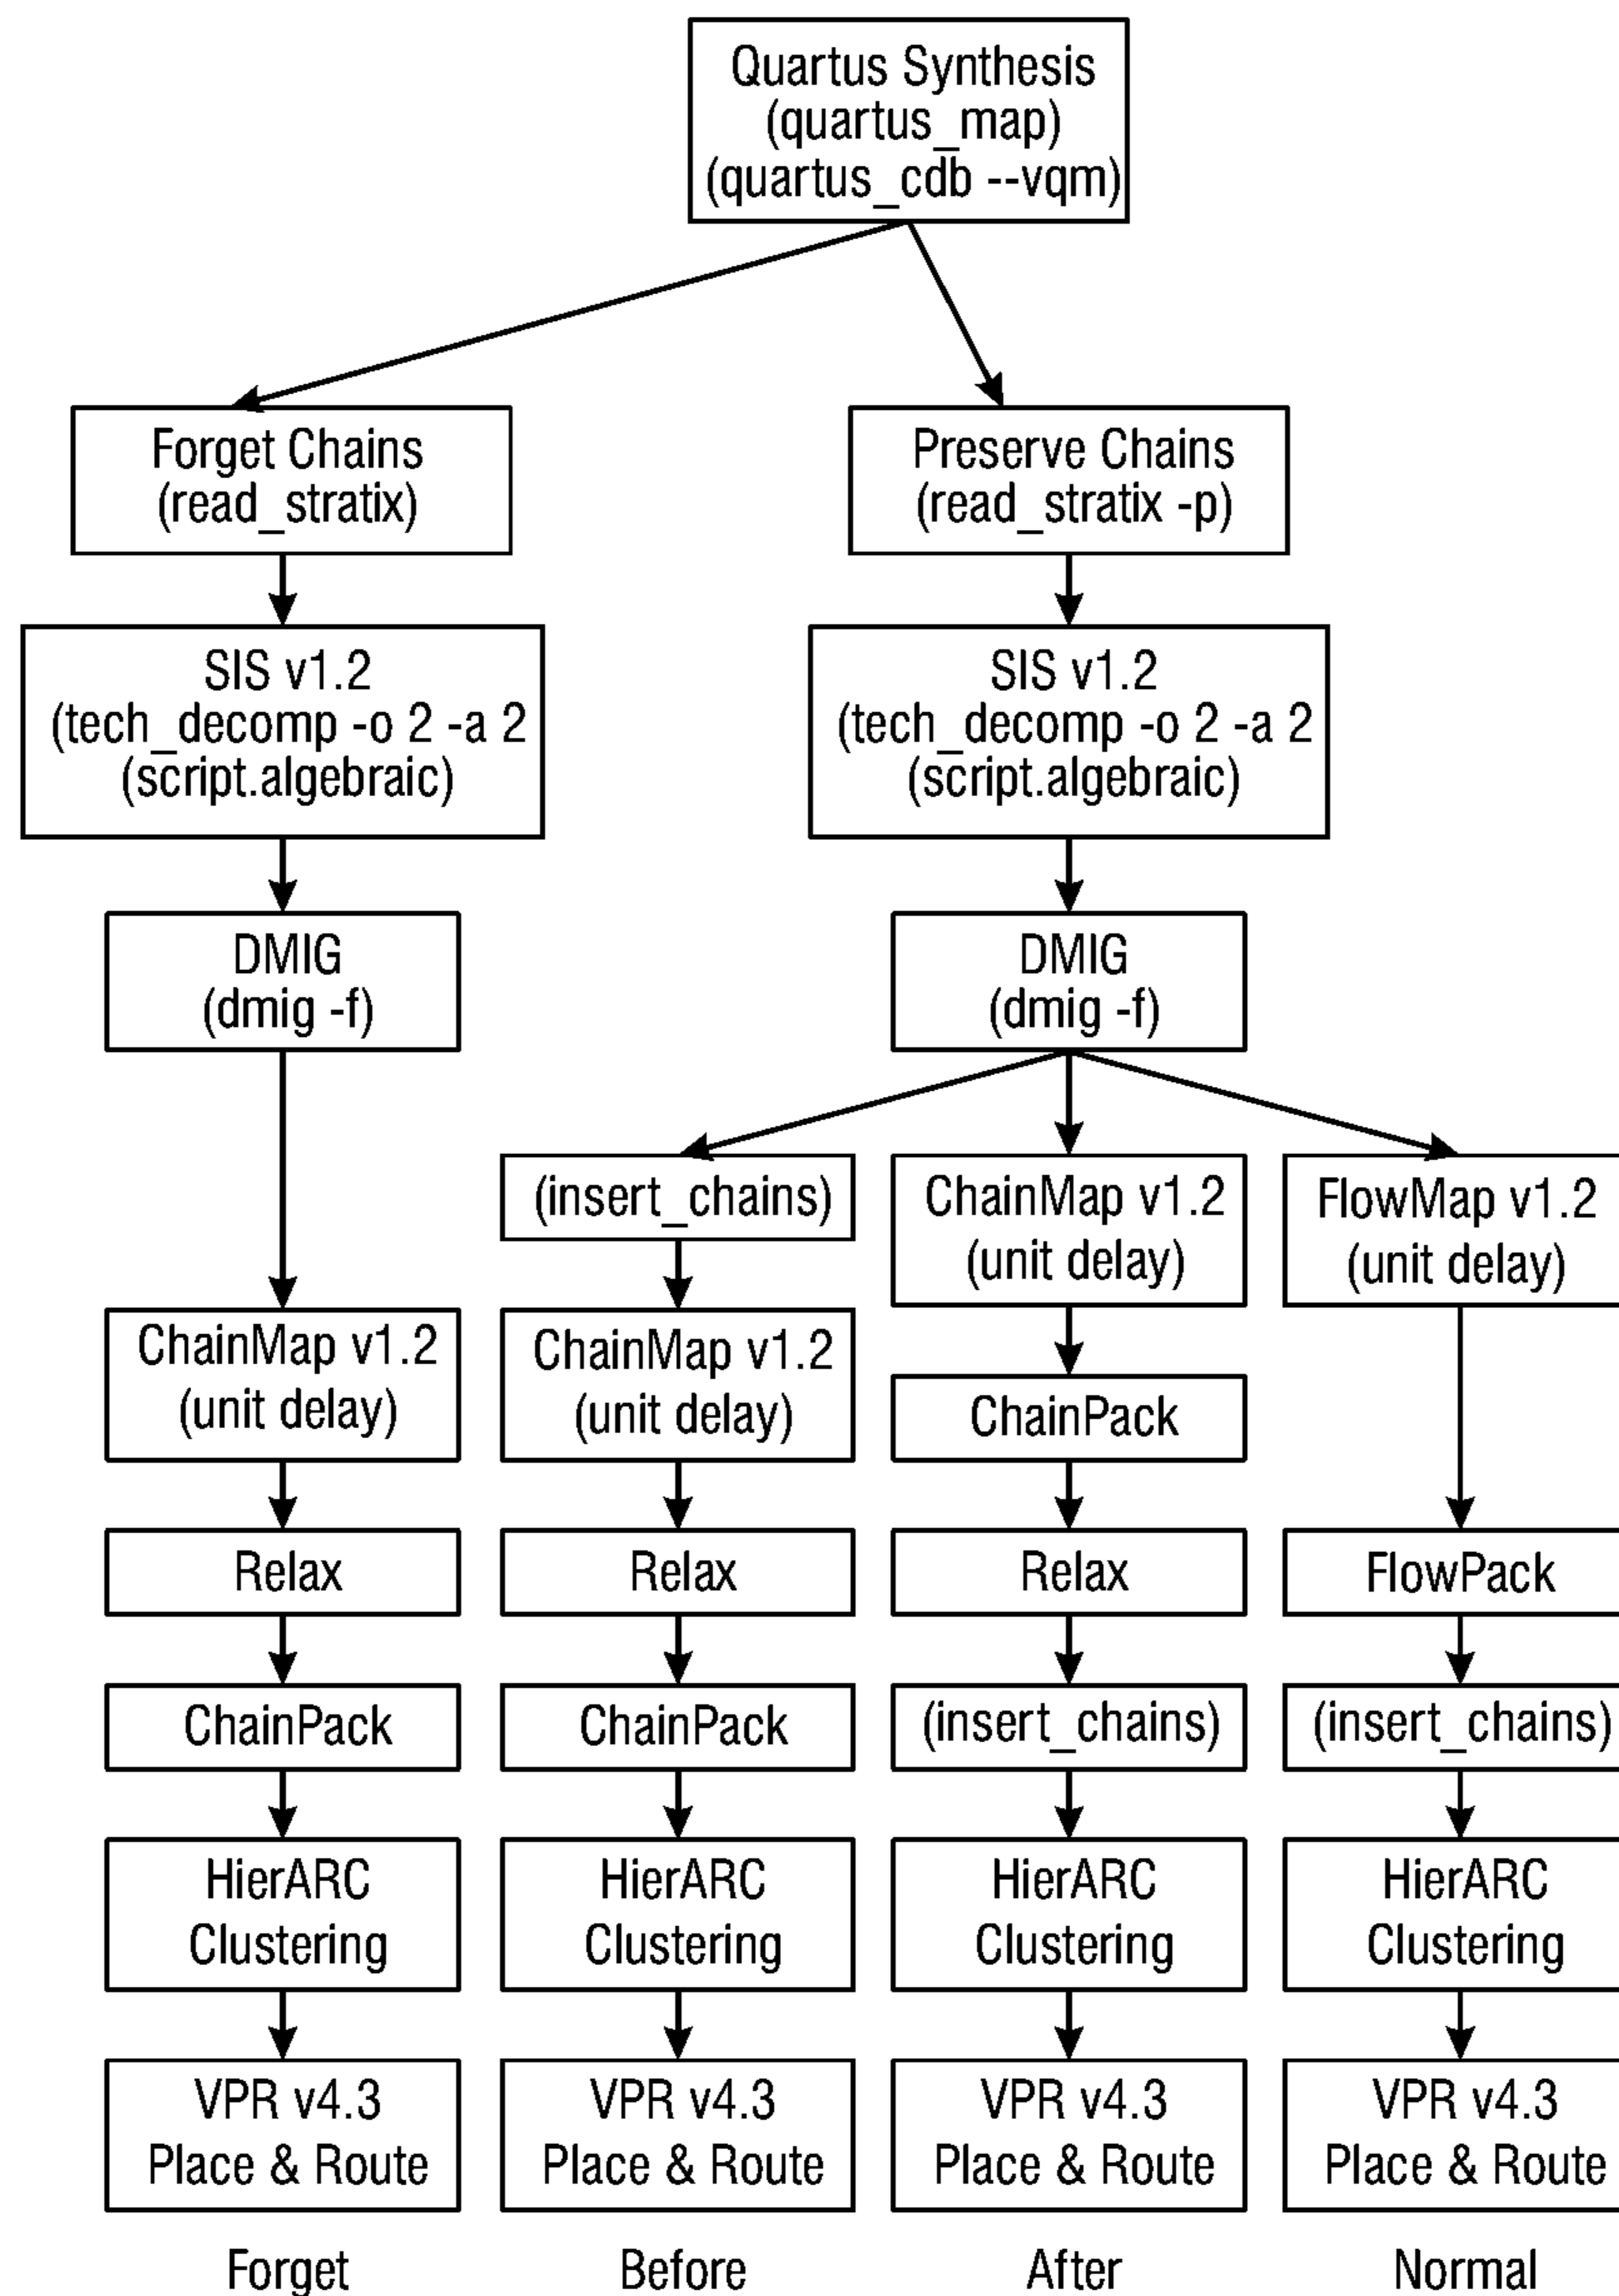 Quartus Synthesis
(quartus_map)
(quartus_cdb --vqm)
Forget Chains
(read_stratix)
Preserve Chains
(read_stratix -p)
SIS v1.2
(tech_decomp -o 2 -a 2
(script.algebraic)
SIS v1.2
(tech_decomp -o 2 -a 2
(script.algebraic)
DMIG
(dmig -f)
DMIG
(dmig -f)
(insert_chains)
ChainMap v1.2
(unit delay)
FlowMap v1.2
(unit delay)
ChainMap v1.2
(unit delay)
ChainMap v1.2
(unit delay)
ChainPack
Relax
Relax
Relax
FlowPack
ChainPack
ChainPack
(insert_chains)
(insert_chains)
HierARC
Clustering
HierARC
Clustering
HierARC
Clustering
HierARC
Clustering
VPR v4.3
Place & Route
VPR v4.3
Place & Route
VPR v4.3
Place & Route
VPR v4.3
Place & Route
Forget
Before
After
Normal